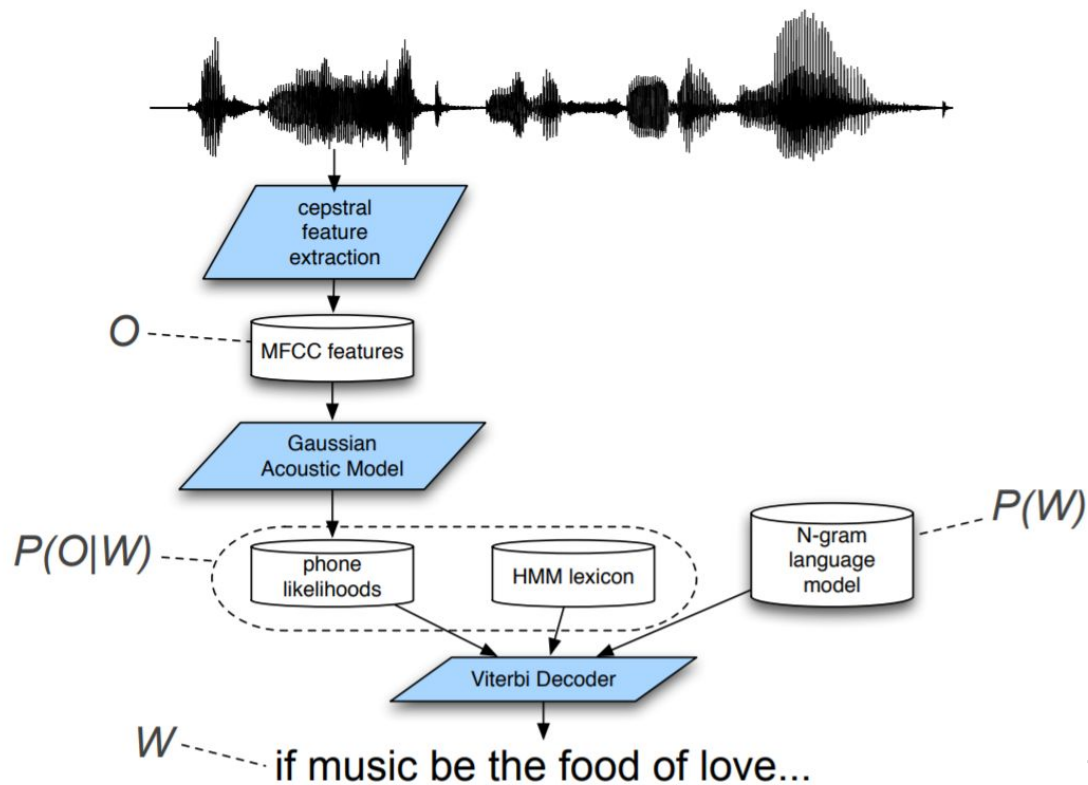 cepstral
feature
extraction
O
MFCC features
Gaussian
Acoustic Model
P(O|W)
phone
likelihoods
HMM lexicon
N-gram
language
model
P(W)
Viterbi Decoder
W
if music be the food of love...